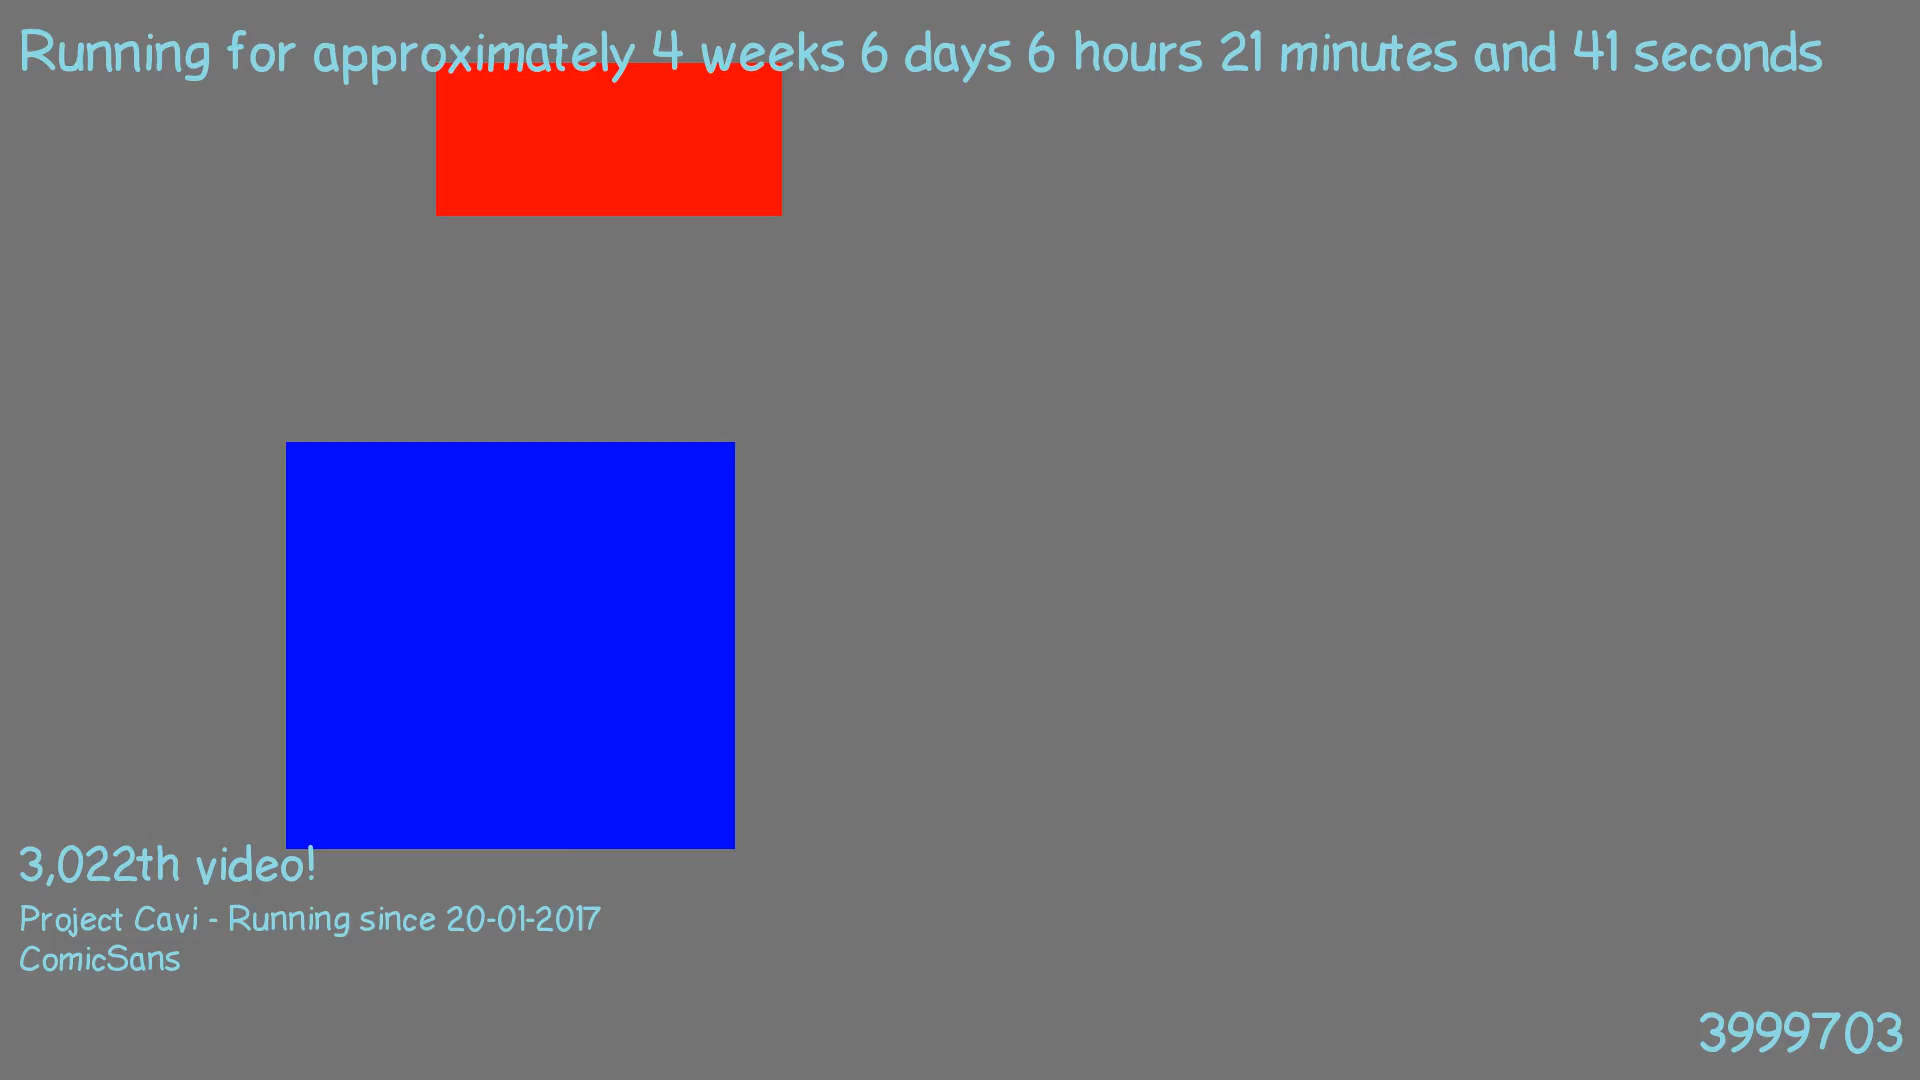 Running for approximately 4 weeks 6 days 6 hours 21 minutes and 41 seconds
3,022th video!
Project Cavi - Running since 20-01-2017
ComicSans
3999703